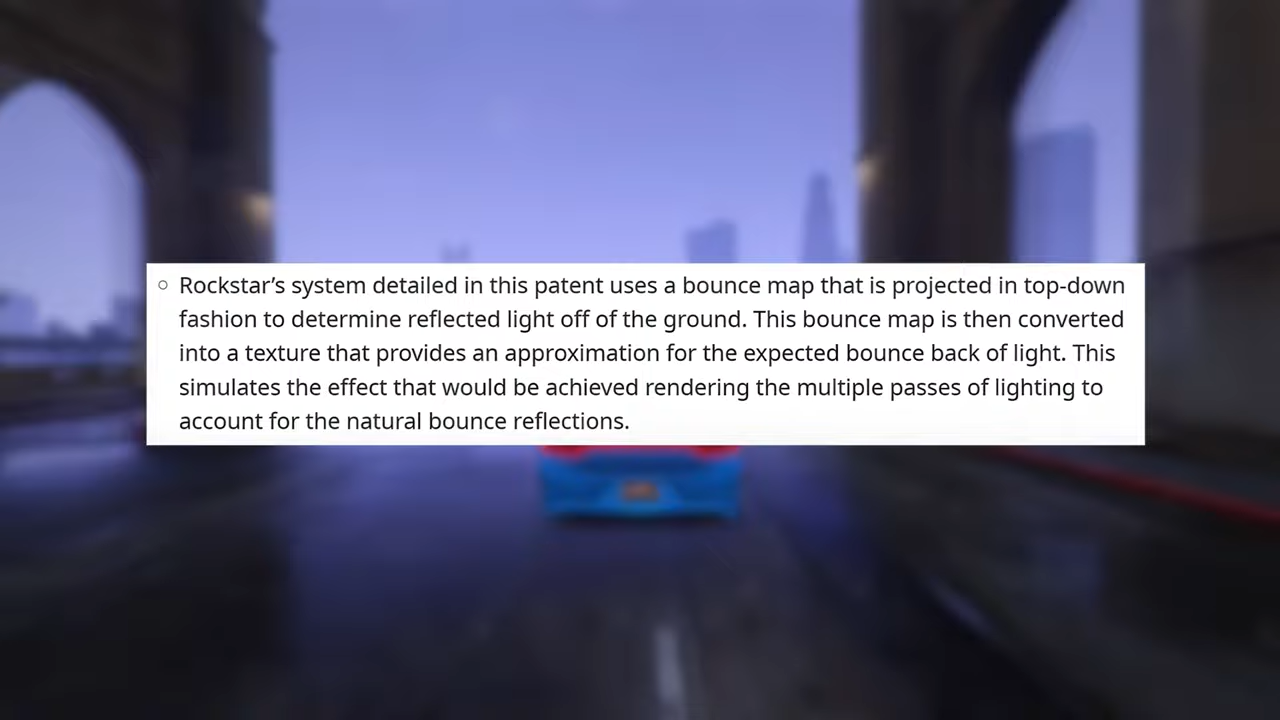 Rockstar’s system detailed in this patent uses a bounce map that is projected in top-down
fashion to determine reflected light off of the ground. This bounce map is then converted
into a texture that provides an approximation for the expected bounce back of light. This
simulates the effect that would be achieved rendering the multiple passes of lighting to
account for the natural bounce reflections.